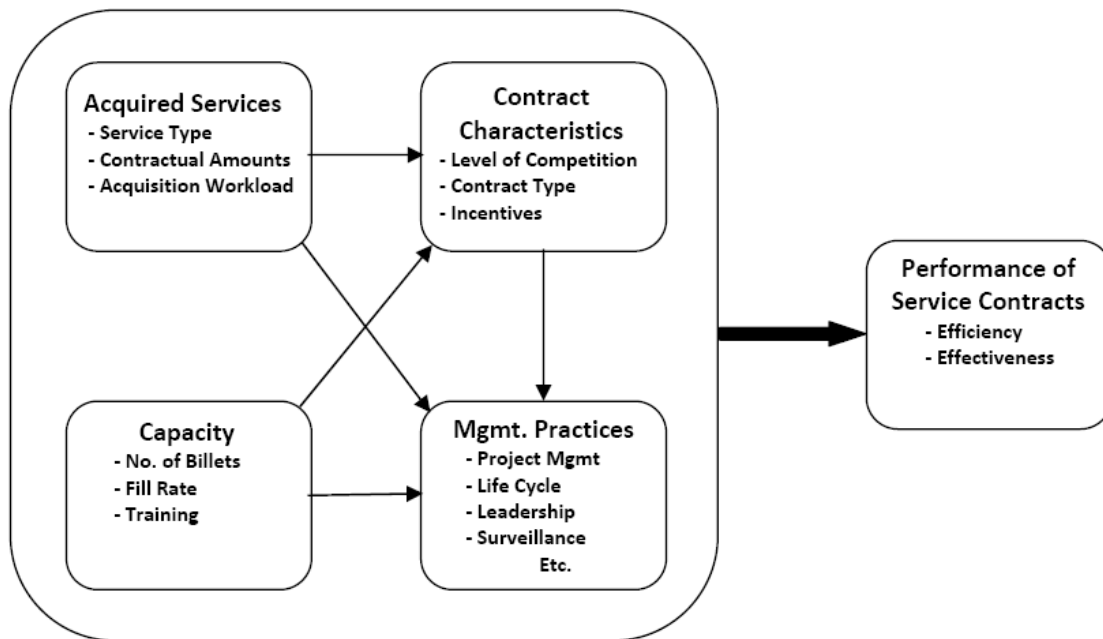 Acquired Services
- Service Type
- Contractual Amounts
- Acquisition Workload
Contract
Characteristics
- Level of Competition
- Contract Type
- Incentives
Capacity
- No. of Billets
- Fill Rate
- Training
Mgmt. Practices
- Project Mgmt
- Life Cycle
- Leadership
- Surveillance
Etc.
Performance of
Service Contracts
- Efficiency
- Effectiveness